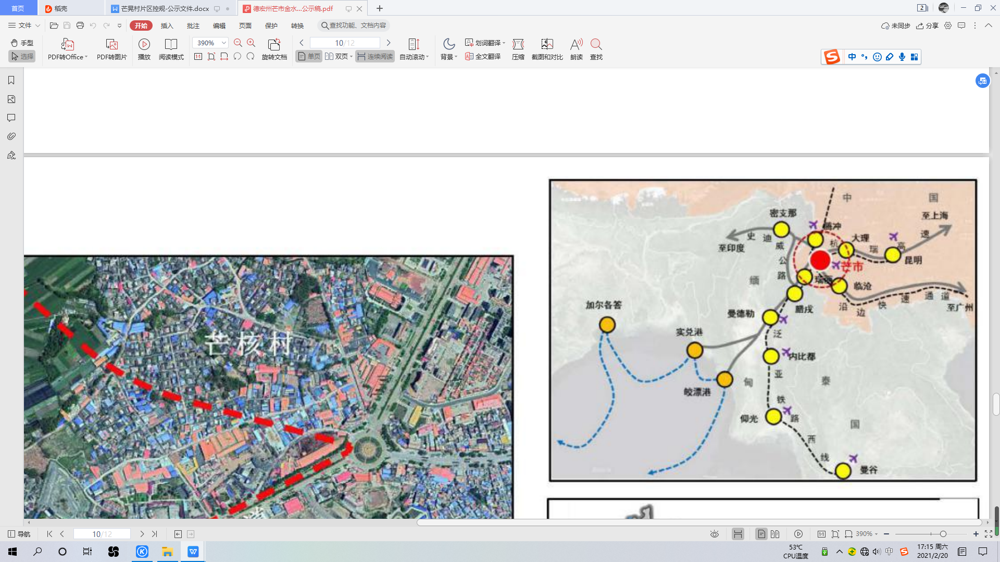 首页
稻壳
芒晃村片区控规-公示文件.docx
德宏州芒市金水...公示稿.pdf
2
文件
开始
插入
批注
编辑
页面
保护
转换
查找功能、文档内容
未同步
分享
手型
选择
PDF转Office
PDF转图片
播放
阅读模式
390%
旋转文档
10/12
单页
双页
连续阅读
自动滚动
背景
划词翻译
全文翻译
压缩
截图和对比
朗读
查找
中
中 国
至上海
密支那
腾冲
史 迪 威 公 路
至印度
大理
杭 瑞 高 速
昆明
芒市
瑞丽
临沧
缅 甸
沿 边 快 速 通 道
至广州
加尔各答
腊戌
曼德勒
实兑港
泛 亚 铁 路 西 线
内比都
皎漂港
泰 国
仰光
曼谷
芒核村
导航
10/12
390%
53℃
CPU温度
中
17:15 周六
2021/2/20